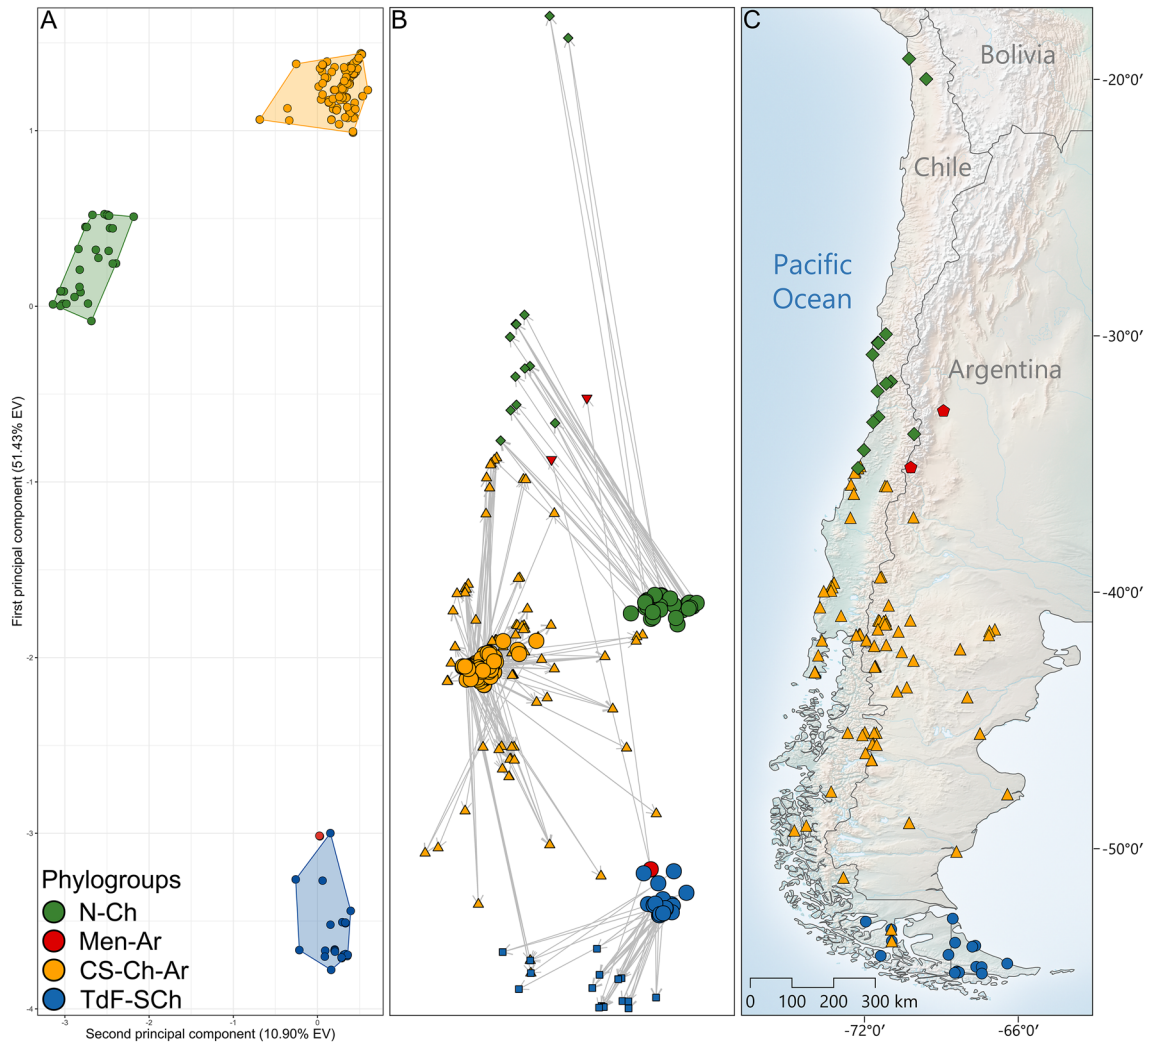 A
B
C
First principal component (51.43% EV)
1
0
-1
-2
-3
-4
-3
-2
-1
0
Second principal component (10.90% EV)
Phylogroups
N-Ch
Men-Ar
CS-Ch-Ar
TdF-SCh
Bolivia
Chile
Pacific
Ocean
Argentina
-20°0′
-30°0′
-40°0′
-50°0′
0 100 200 300 km
-72°0′
-66°0′